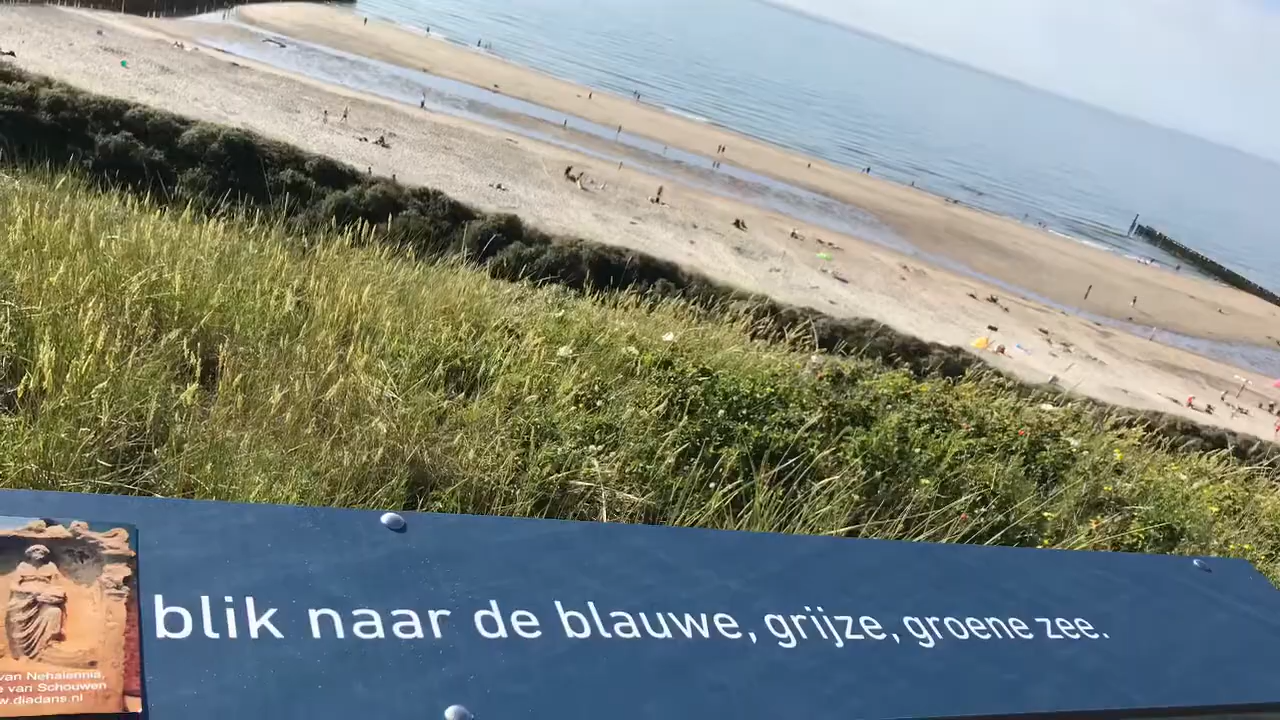 blik naar de blauwe, grijze, groene zee.
van Nehalennia,
van Schouwen
w.diadans.nl